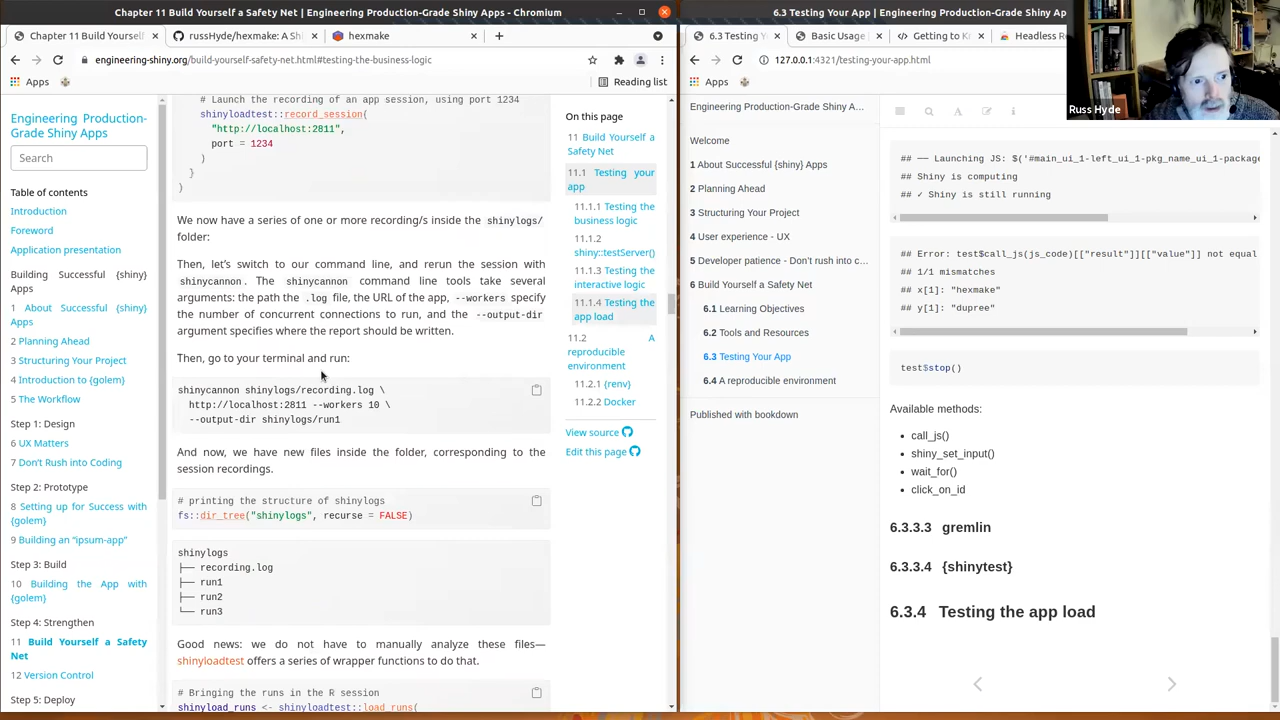 Chapter 11 Build Yourself a Safety Net | Engineering Production-Grade Shiny Apps - Chromium
Chapter 11 Build Yourself
russHyde/hexmake: A Shi
hexmake
engineering-shiny.org/build-yourself-safety-net.html#testing-the-business-logic
Apps
Reading list
Engineering Production-
Grade Shiny Apps
Search
Table of contents
Introduction
Foreword
Application presentation
Building Successful {shiny}
Apps
1 About Successful {shiny}
Apps
2 Planning Ahead
3 Structuring Your Project
4 Introduction to {golem}
5 The Workflow
Step 1: Design
6 UX Matters
7 Don’t Rush into Coding
Step 2: Prototype
8 Setting up for Success with
{golem}
9 Building an “ipsum-app”
Step 3: Build
10 Building the App with
{golem}
Step 4: Strengthen
11 Build Yourself a Safety
Net
12 Version Control
Step 5: Deploy
# Launch the recording of an app session, using port 1234
shinyloadtest::record_session(
"http://localhost:2811",
port = 1234
)
}
)
We now have a series of one or more recording/s inside the shinylogs/
folder:
Then, let’s switch to our command line, and rerun the session with
shinycannon. The shinycannon command line tools take several
arguments: the path the .log file, the URL of the app, --workers specify
the number of concurrent connections to run, and the --output-dir
argument specifies where the report should be written.
Then, go to your terminal and run:
shinycannon shinylogs/recording.log \
http://localhost:2811 --workers 10 \
--output-dir shinylogs/run1
And now, we have new files inside the folder, corresponding to the
session recordings.
# printing the structure of shinylogs
fs::dir_tree("shinylogs", recurse = FALSE)
shinylogs
├── recording.log
├── run1
├── run2
└── run3
Good news: we do not have to manually analyze these files—
shinyloadtest offers a series of wrapper functions to do that.
# Bringing the runs in the R session
shinyload_runs <- shinyloadtest::load_runs(
On this page
11 Build Yourself a
Safety Net
11.1 Testing your
app
11.1.1 Testing the
business logic
11.1.2
shiny::testServer()
11.1.3 Testing the
interactive logic
11.1.4 Testing the
app load
11.2 A
reproducible
environment
11.2.1 {renv}
11.2.2 Docker
View source
Edit this page
6.3 Testing Your App | Engineering Production-Grade Shiny Ap
6.3 Testing Y
Basic Usage
Getting to K
Headless R
127.0.0.1:4321/testing-your-app.html
Apps
Russ Hyde
Engineering Production-Grade Shiny A...
Welcome
1 About Successful {shiny} Apps
2 Planning Ahead
3 Structuring Your Project
4 User experience - UX
5 Developer patience - Don’t rush into c...
6 Build Yourself a Safety Net
6.1 Learning Objectives
6.2 Tools and Resources
6.3 Testing Your App
6.4 A reproducible environment
Published with bookdown
## ── Launching JS: $('#main_ui_1-left_ui_1-pkg_name_ui_1-package
## Shiny is computing
## ✓ Shiny is still running
## Error: test$call_js(js_code)[["result"]][["value"]] not equal
## 1/1 mismatches
## x[1]: "hexmake"
## y[1]: "dupree"
test$stop()
Available methods:
• call_js()
• shiny_set_input()
• wait_for()
• click_on_id
6.3.3.3 gremlin
6.3.3.4 {shinytest}
6.3.4 Testing the app load